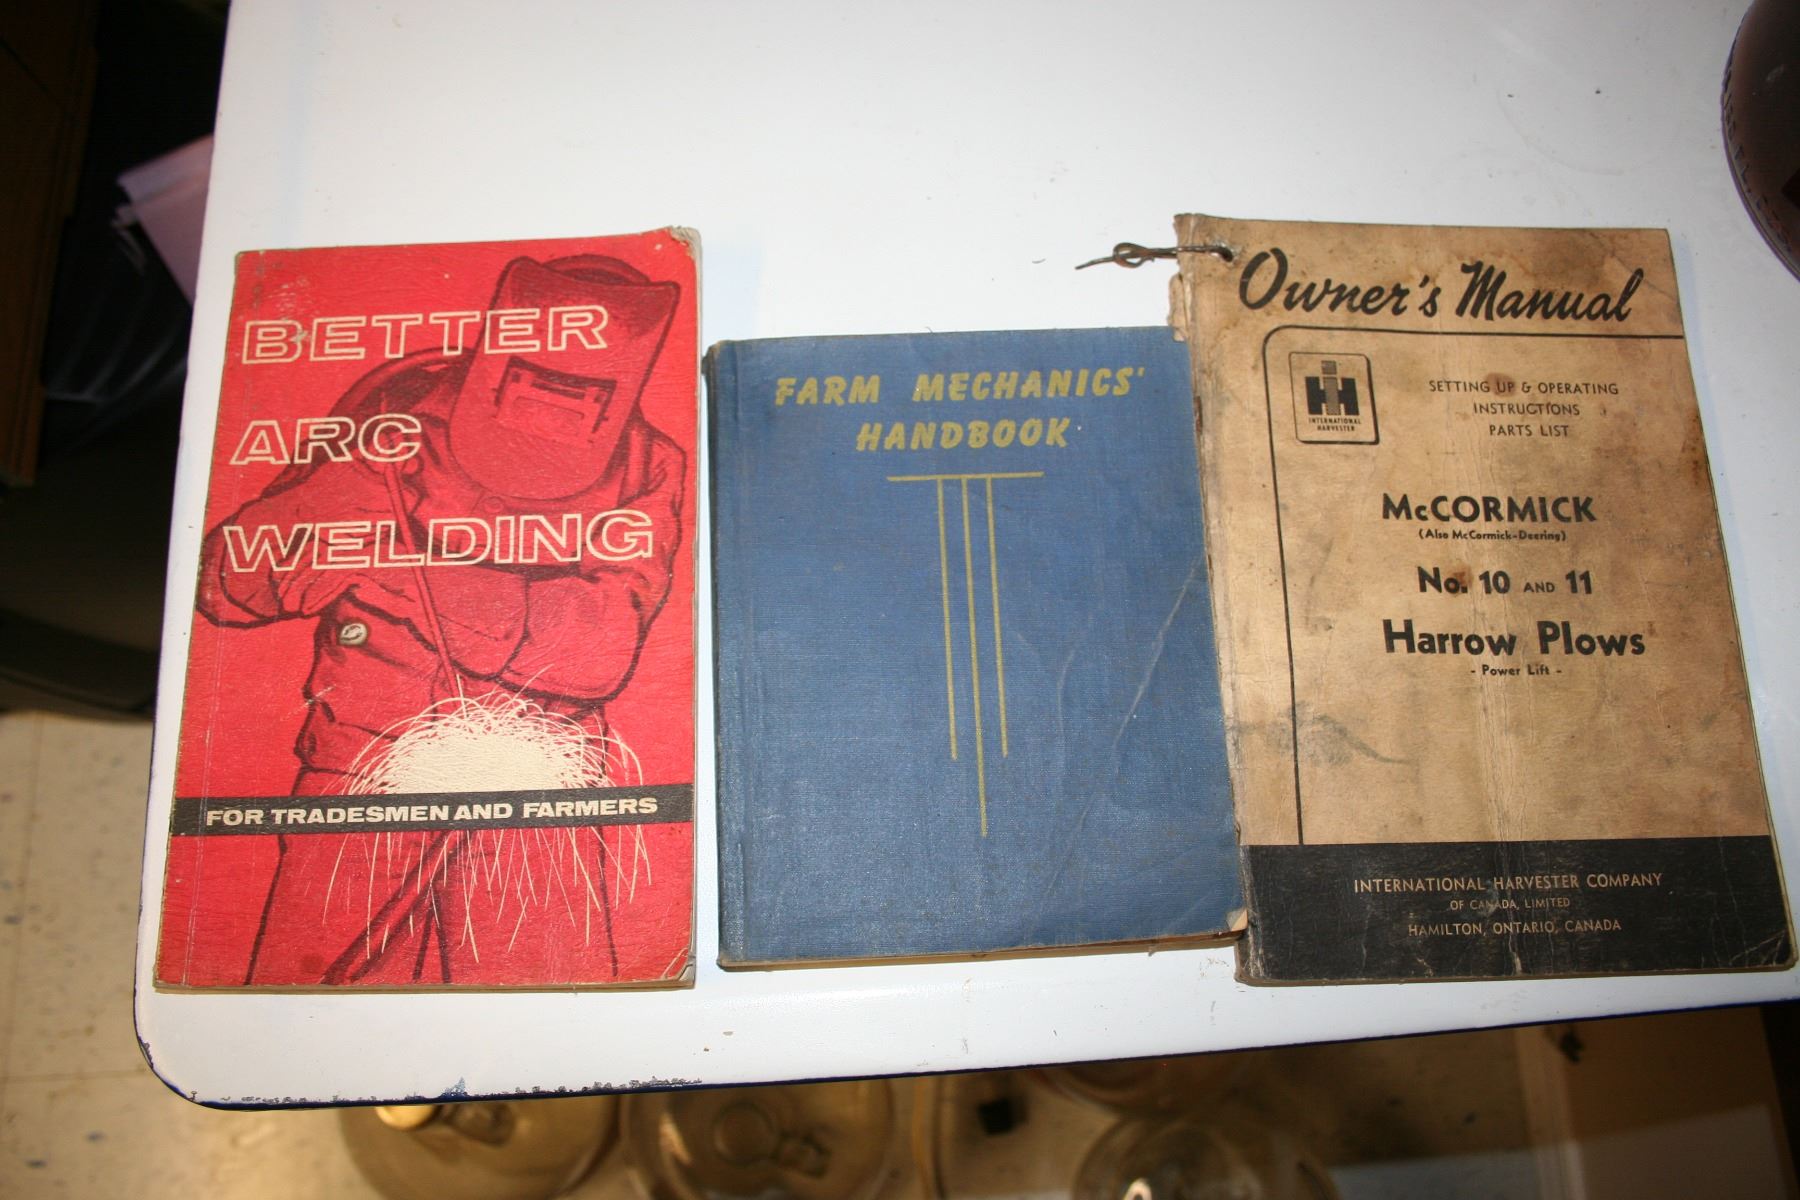 BETTER
ARC
WELDING
FOR TRADESMEN AND FARMERS
FARM MECHANICS'
HANDBOOK
Owner's Manual
IH
INTERNATIONAL
HARVESTER
SETTING UP & OPERATING
INSTRUCTIONS
PARTS LIST
McCORMICK
(Also McCormick-Deering)
No. 10 AND 11
Harrow Plows
- Power Lift -
INTERNATIONAL HARVESTER COMPANY
OF CANADA, LIMITED
HAMILTON, ONTARIO, CANADA